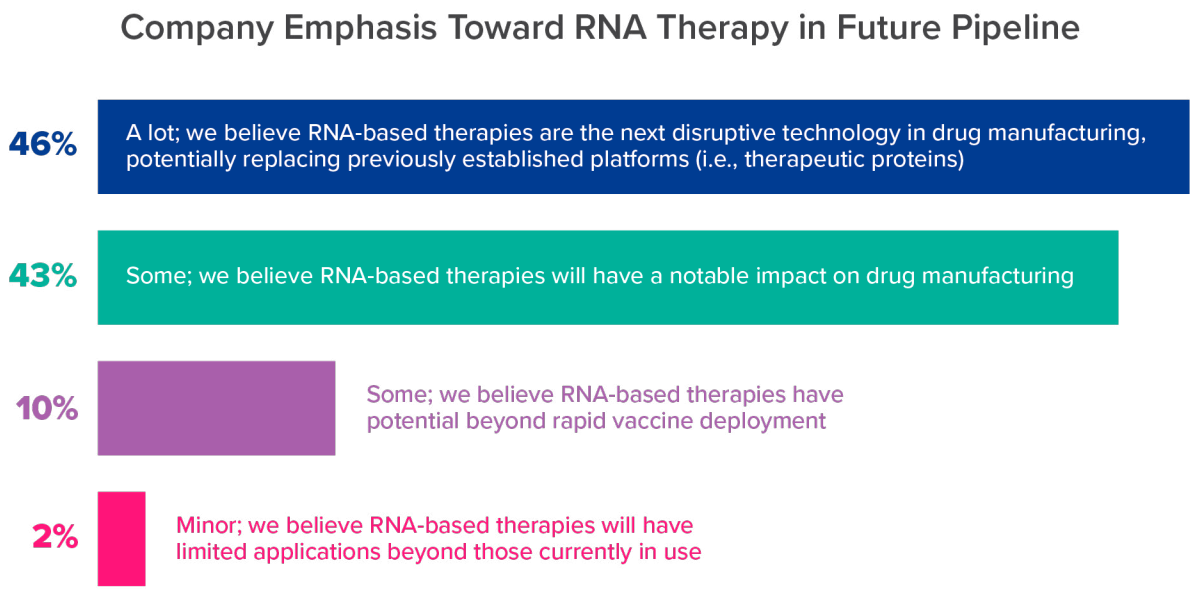 Company Emphasis Toward RNA Therapy in Future Pipeline
46%
A lot; we believe RNA-based therapies are the next disruptive technology in drug manufacturing,
potentially replacing previously established platforms (i.e., therapeutic proteins)
43%
Some; we believe RNA-based therapies will have a notable impact on drug manufacturing
10%
Some; we believe RNA-based therapies have
potential beyond rapid vaccine deployment
2%
Minor; we believe RNA-based therapies will have
limited applications beyond those currently in use